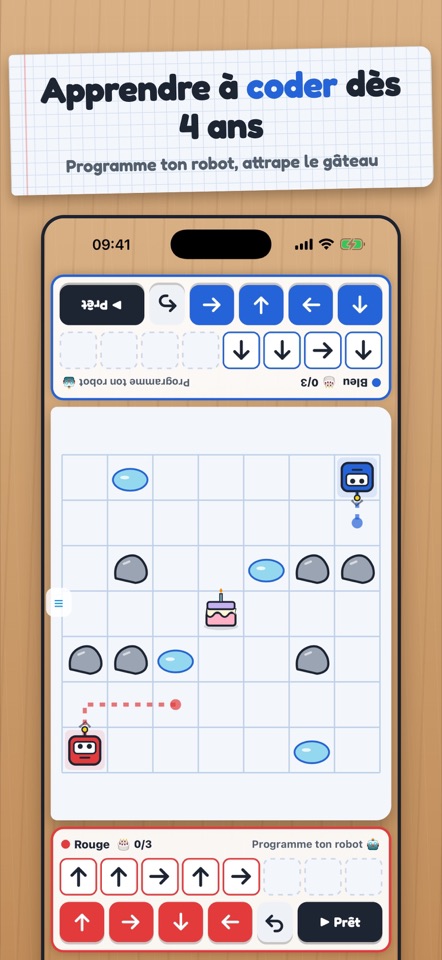 Apprendre à coder dès
4 ans
Programme ton robot, attrape le gâteau
09:41
▶ Prêt
Programme ton robot
0/3
Bleu
Rouge 0/3 Programme ton robot
▶ Prêt